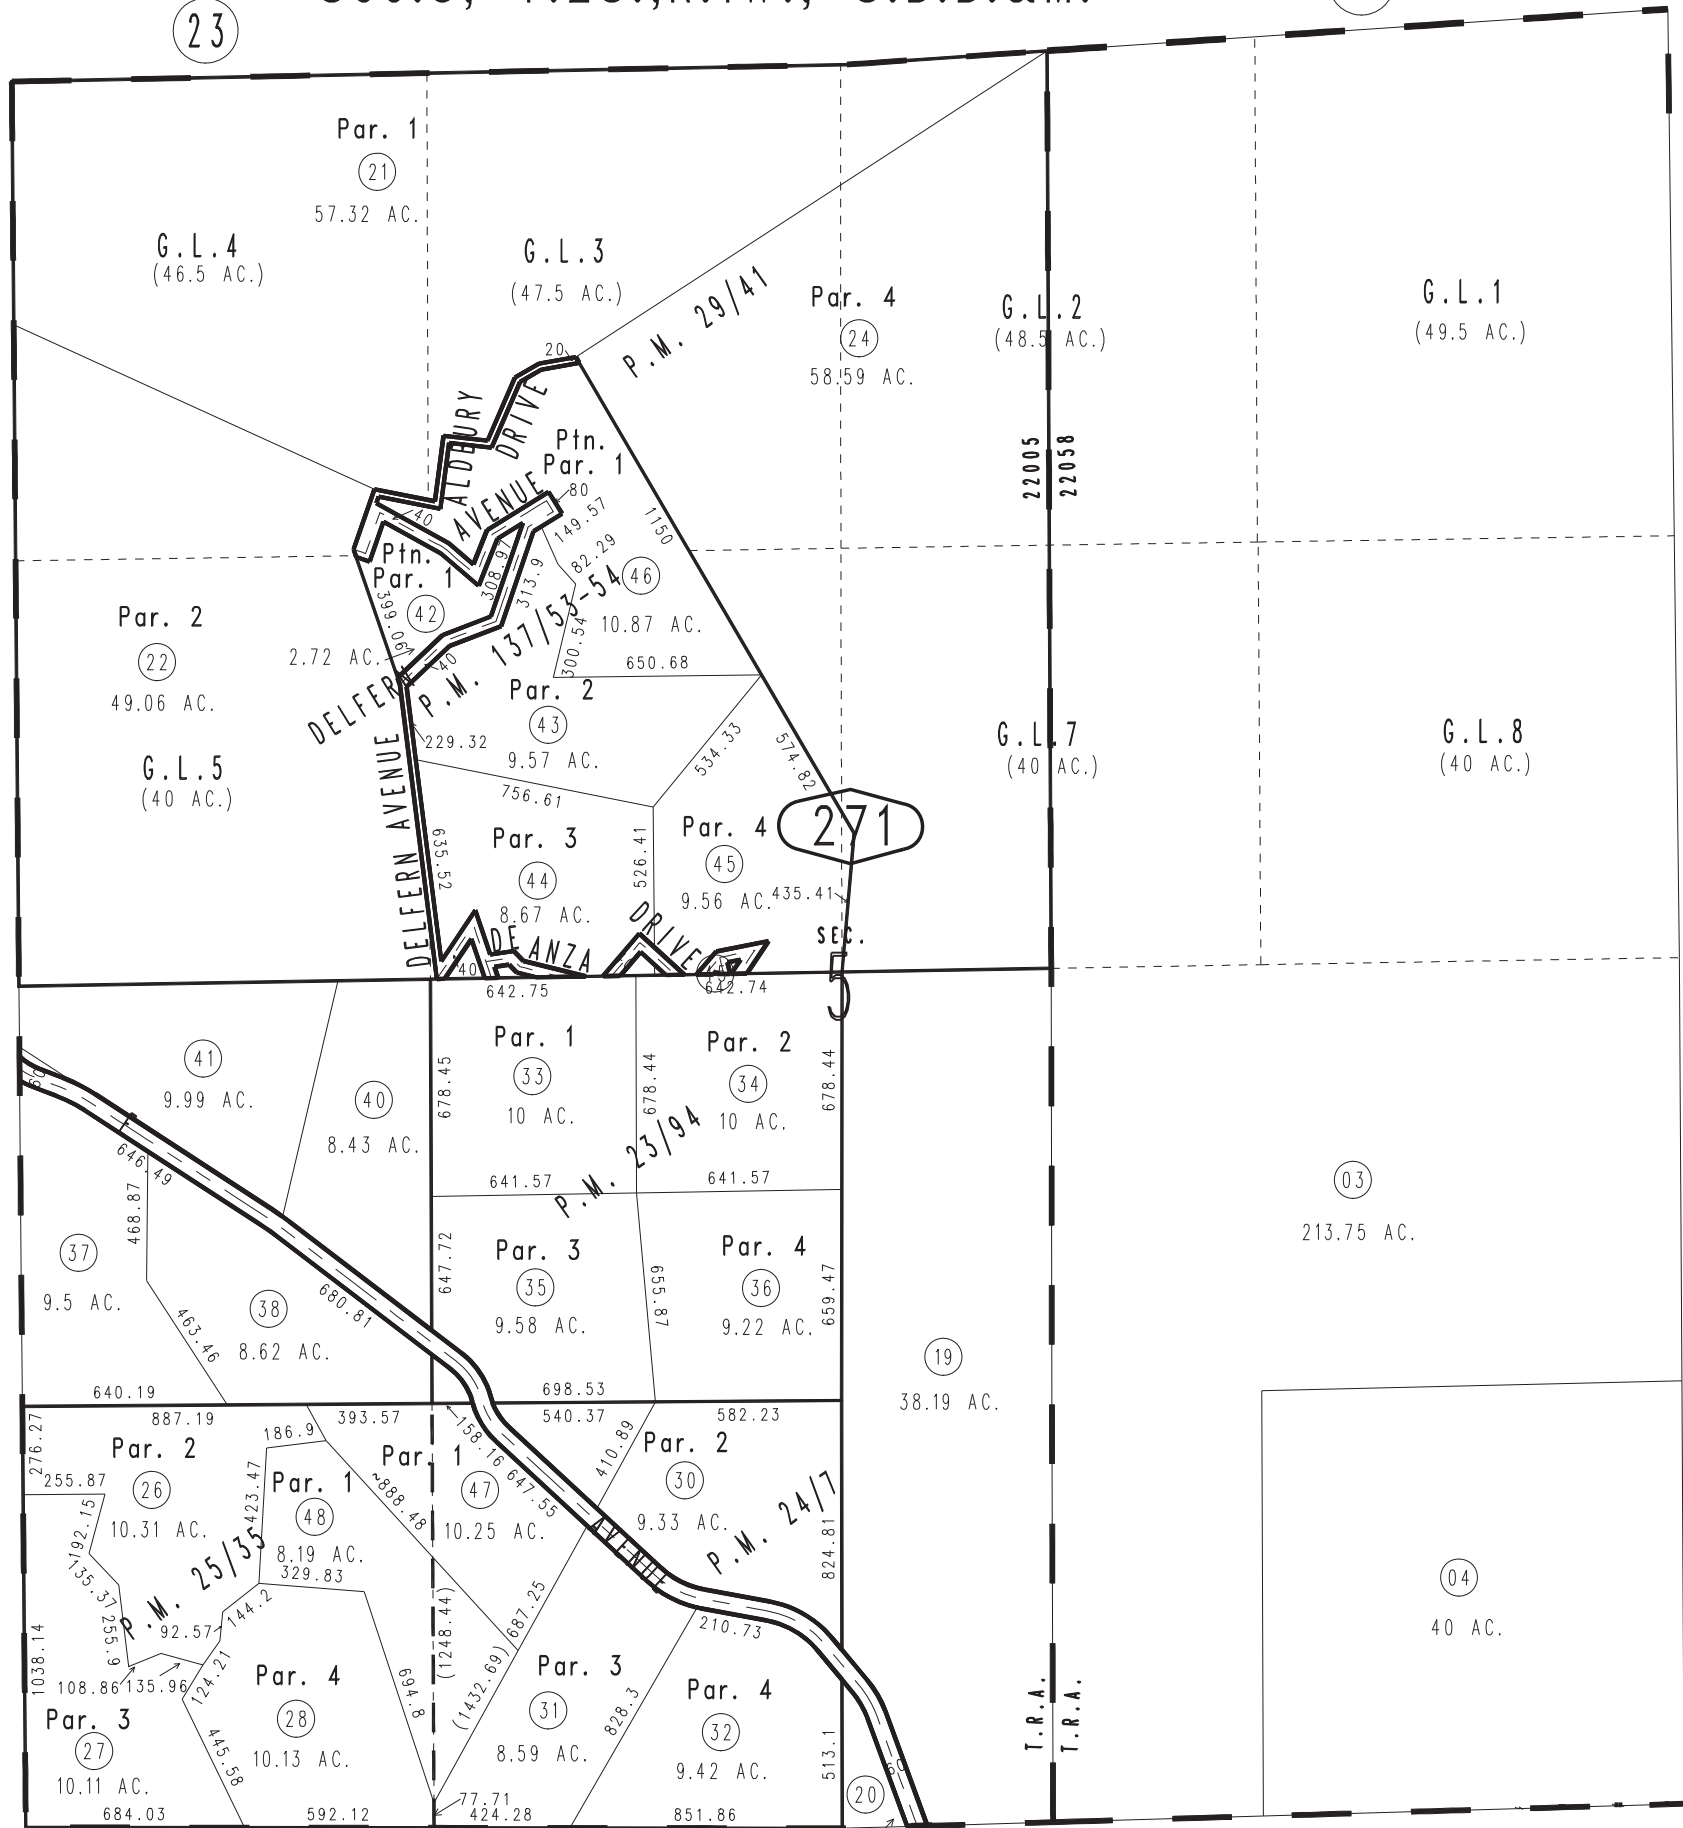 23
Par. 1
21
57.32 AC.
G.L.4
(46.5 AC.)
G.L.3
(47.5 AC.)
P.M. 29/41
Par. 4
24
58.59 AC.
G.L.2
(48.5 AC.)
G.L.1
(49.5 AC.)
20
ALDBURY
DRIVE
Ptn.
Par. 1
80
AVENUE
40
149.57
82.29
1150
22005
22058
Ptn.
Par. 1
42
308.97
313.9
46
10.87 AC.
399.06
2.72 AC.
40
137/53-54
P.M.
300.54
650.68
Par. 2
22
49.06 AC.
G.L.5
(40 AC.)
DELFERN
DELFERN AVENUE
229.32
Par. 2
43
9.57 AC.
756.61
534.33
574.82
G.L.7
(40 AC.)
G.L.8
(40 AC.)
271
635.52
Par. 3
44
8.67 AC.
526.41
Par. 4
45
9.56 AC.
435.41
DE ANZA
DRIVE
40
SEC.
5
642.75
642.74
41
9.99 AC.
60
40
8.43 AC.
678.45
Par. 1
33
10 AC.
678.44
Par. 2
34
10 AC.
678.44
P.M. 23/94
646.49
468.87
641.57
641.57
03
213.75 AC.
37
9.5 AC.
38
8.62 AC.
680.81
463.46
647.72
Par. 3
35
9.58 AC.
655.87
Par. 4
36
9.22 AC.
659.47
19
38.19 AC.
640.19
698.53
276.27
887.19
393.57
540.37
582.23
186.9
158.16
410.89
Par. 2
26
10.31 AC.
255.87
192.15
423.47
Par. 1
48
8.19 AC.
329.83
~888.48
Par. 1
47
10.25 AC.
647.55
AVENUE
Par. 2
30
9.33 AC.
P.M. 24/7
824.81
P.M. 25/35
135.37
255.9
92.57
144.2
108.86
135.96
124.21
1038.14
(1248.44)
687.25
(1432.69)
210.73
04
40 AC.
Par. 4
28
10.13 AC.
694.8
Par. 3
31
8.59 AC.
828.3
Par. 4
32
9.42 AC.
513.1
T.R.A.
T.R.A.
Par. 3
27
10.11 AC.
445.58
60
20
684.03
592.12
77.71
424.28
851.86